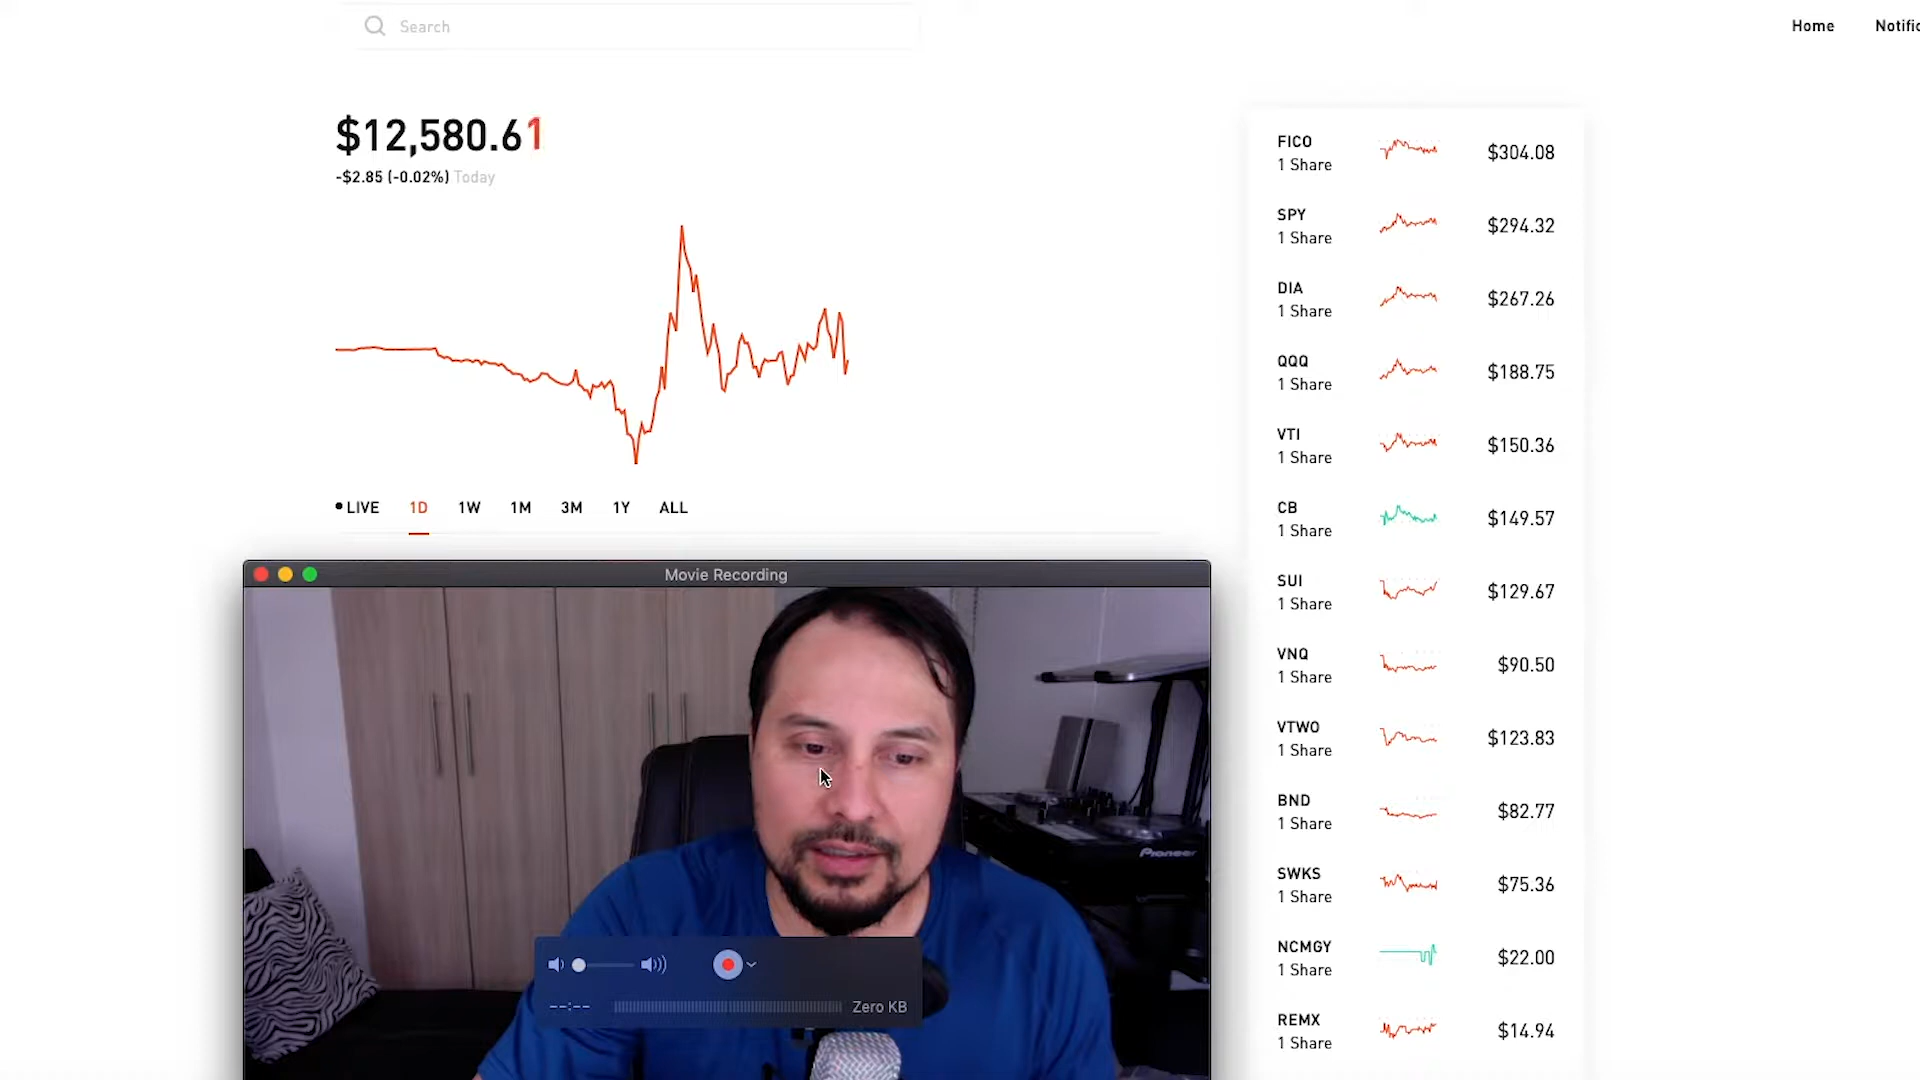 Search
Home
Notific
$12,580.61
-$2.85 (-0.02%) Today
LIVE 1D 1W 1M 3M 1Y ALL
FICO
1 Share
$304.08
SPY
1 Share
$294.32
DIA
1 Share
$267.26
QQQ
1 Share
$188.75
VTI
1 Share
$150.36
CB
1 Share
$149.57
SUI
1 Share
$129.67
VNQ
1 Share
$90.50
VTWO
1 Share
$123.83
BND
1 Share
$82.77
SWKS
1 Share
$75.36
NCMGY
1 Share
$22.00
REMX
1 Share
$14.94
Movie Recording
Pioneer
--:--
Zero KB